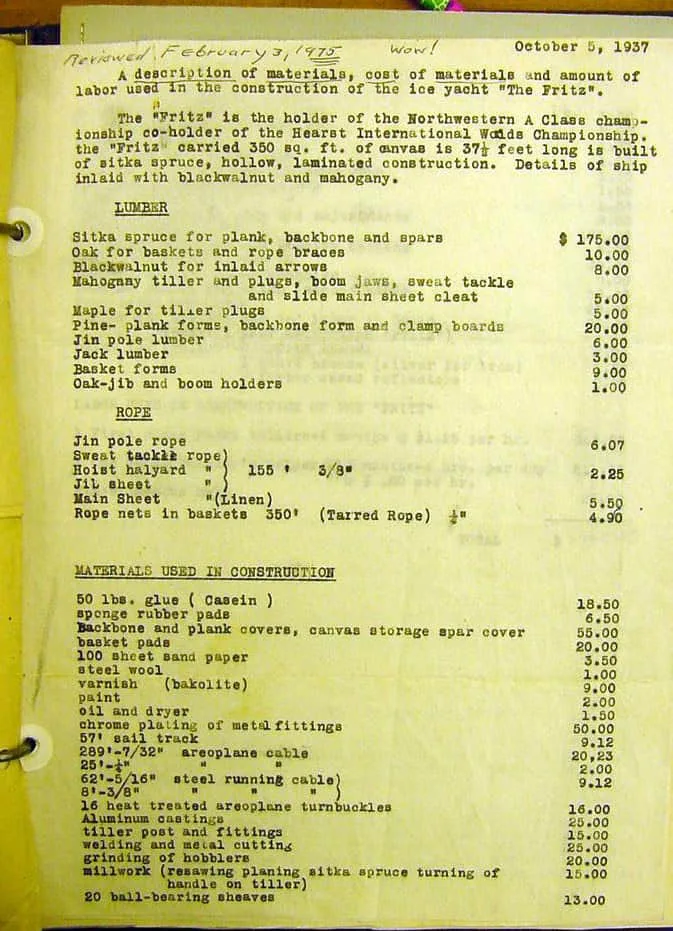 Reviewed February 3, 1975 Wow! October 5, 1937
A description of materials, cost of materials and amount of
labor used in the construction of the ice yacht "The Fritz".
The "Fritz" is the holder of the Northwestern A Class champ-
ionship co-holder of the Hearst International Wolds Championship.
the "Fritz" carried 350 sq. ft. of canvas is 37½ feet long is built
of sitka spruce, hollow, laminated construction. Details of ship
inlaid with blackwalnut and mahogany.
LUMBER
Sitka spruce for plank, backbone and spars $ 175.00
Oak for baskets and rope braces 10.00
Blackwalnut for inlaid arrows 8.00
Mahogany tiller and plugs, boom jaws, sweat tackle
and slide main sheet cleat 5.00
Maple for tiller plugs 5.00
Pine- plank forms, backbone form and clamp boards 20.00
Jin pole lumber 6.00
Jack lumber 3.00
Basket forms 9.00
Oak-jib and boom holders 1.00
ROPE
Jin pole rope 6.07
Sweat tackle rope)
Hoist halyard " ) 155 ' 3/8" 2.25
Jib sheet " )
Main Sheet "(Linen) 5.50
Rope nets in baskets 350' (Tarred Rope) ¼" 4.90
MATERIALS USED IN CONSTRUCTION
50 lbs. glue ( Casein ) 18.50
sponge rubber pads 6.50
Backbone and plank covers, canvas storage spar cover 55.00
basket pads 20.00
100 sheet sand paper 3.50
steel wool 1.00
varnish (bakolite) 9.00
paint 2.00
oil and dryer 1.50
chrome plating of metal fittings 50.00
57' sail track 9.12
289'-7/32" areoplane cable 20,23
25'-¼" " " 2.00
62'-5/16" steel running cable) 9.12
8'-3/8" " " " )
16 heat treated areoplane turnbuckles 16.00
Aluminum castings 25.00
tiller post and fittings 15.00
welding and metal cutting 25.00
grinding of hobblers 20.00
millwork (resawing planing sitka spruce turning of 15.00
handle on tiller)
20 ball-bearing sheaves 13.00